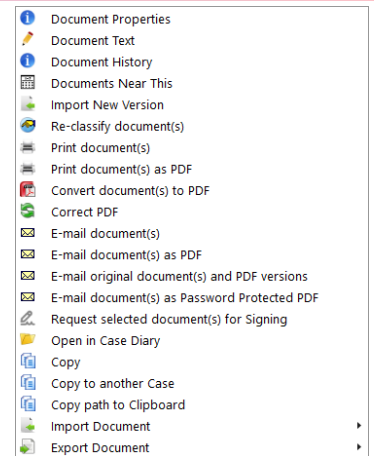 Document Properties
Document Text
Document History
Documents Near This
Import New Version
Re-classify document(s)
Print document(s)
Print document(s) as PDF
Convert document(s) to PDF
Correct PDF
E-mail document(s)
E-mail document(s) as PDF
E-mail original document(s) and PDF versions
E-mail document(s) as Password Protected PDF
Request selected document(s) for Signing
Open in Case Diary
Copy
Copy to another Case
Copy path to Clipboard
Import Document
Export Document